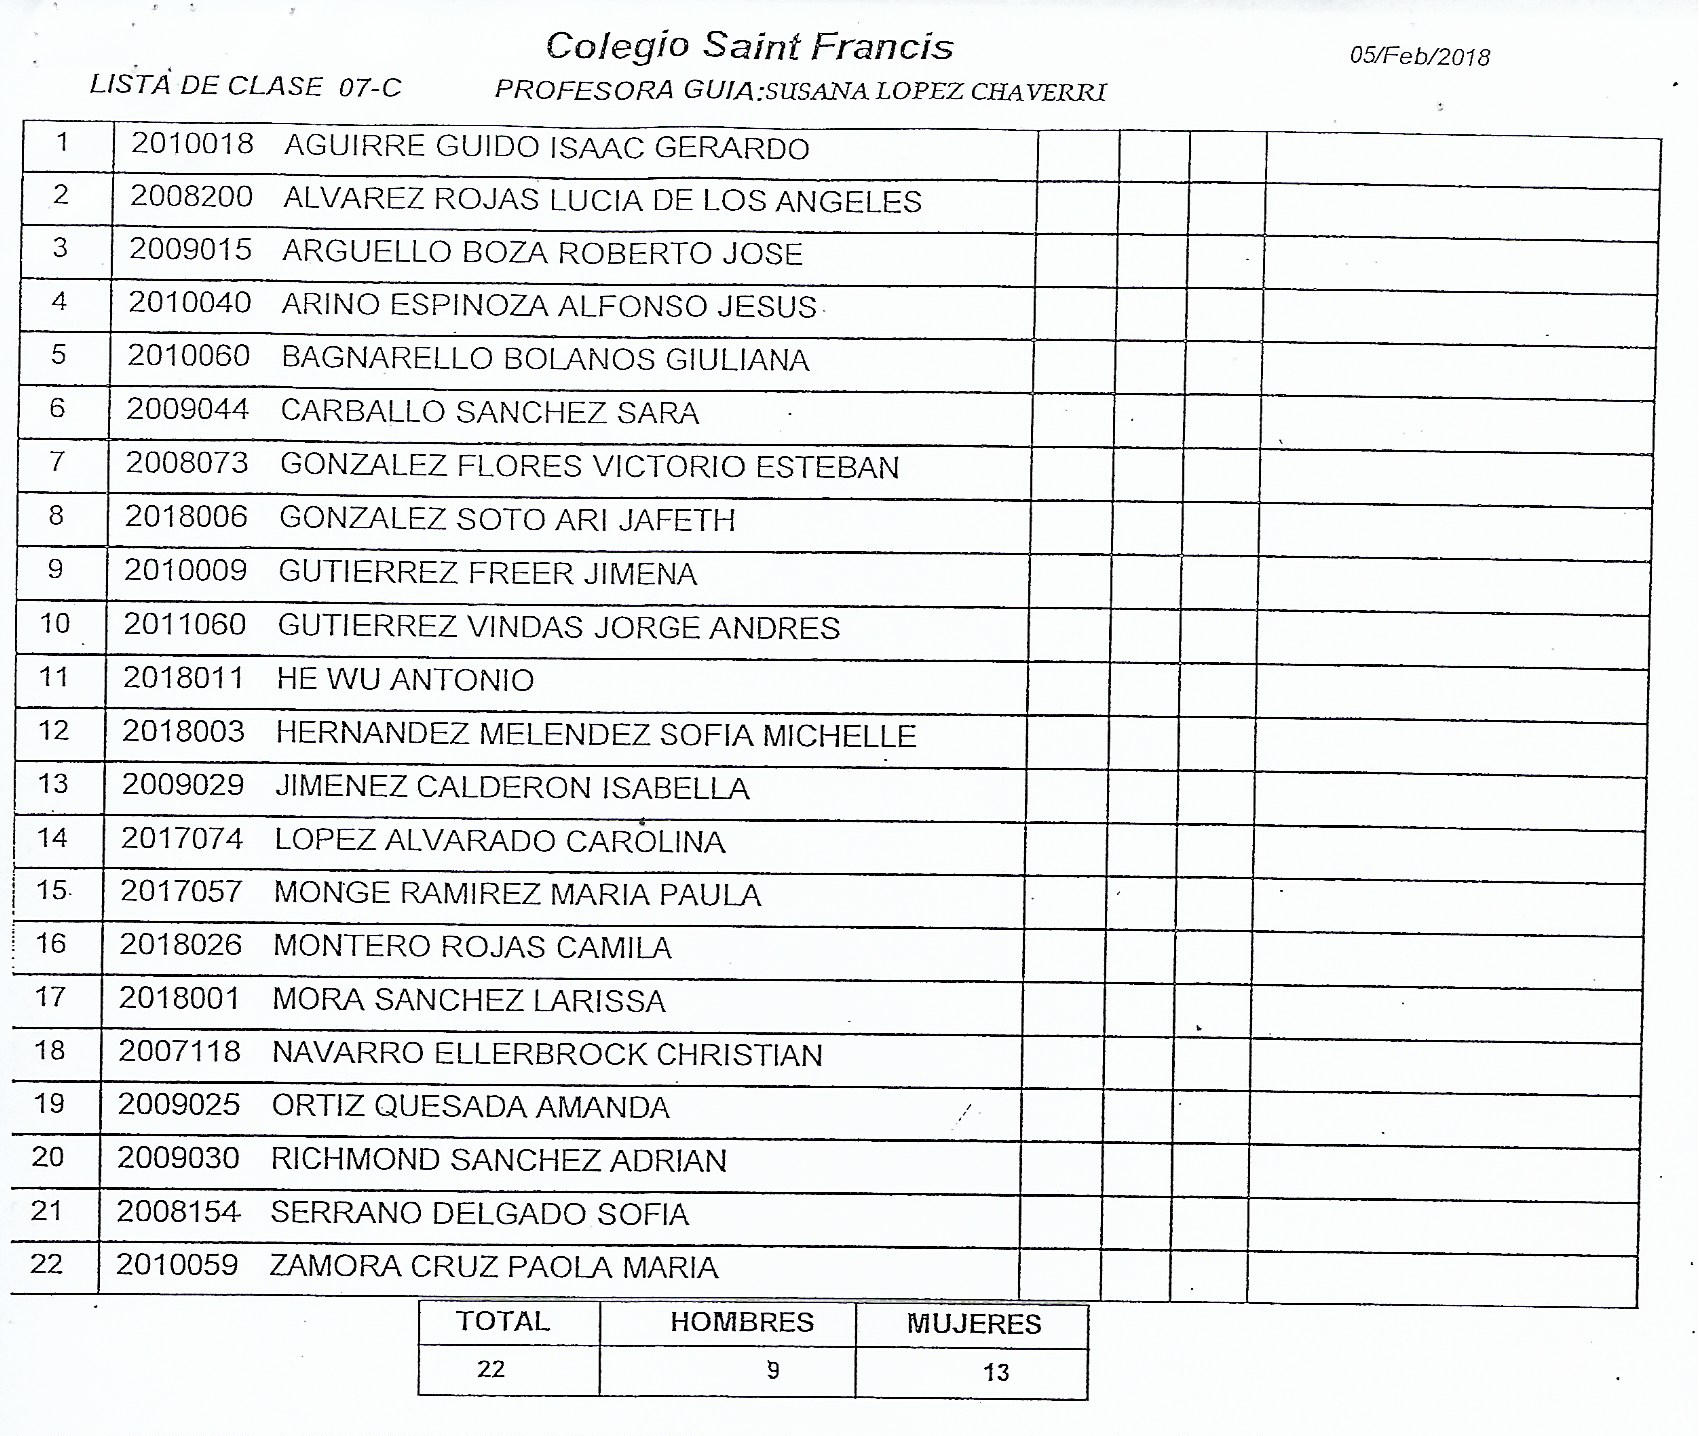 Colegio Saint Francis
05/Feb/2018
LISTA DE CLASE 07-C PROFESORA GUIA:SUSANA LOPEZ CHAVERRI
1 2010018 AGUIRRE GUIDO ISAAC GERARDO
2 2008200 ALVAREZ ROJAS LUCIA DE LOS ANGELES
3 2009015 ARGUELLO BOZA ROBERTO JOSE
4 2010040 ARINO ESPINOZA ALFONSO JESUS
5 2010060 BAGNARELLO BOLANOS GIULIANA
6 2009044 CARBALLO SANCHEZ SARA
7 2008073 GONZALEZ FLORES VICTORIO ESTEBAN
8 2018006 GONZALEZ SOTO ARI JAFETH
9 2010009 GUTIERREZ FREER JIMENA
10 2011060 GUTIERREZ VINDAS JORGE ANDRES
11 2018011 HE WU ANTONIO
12 2018003 HERNANDEZ MELENDEZ SOFIA MICHELLE
13 2009029 JIMENEZ CALDERON ISABELLA
14 2017074 LOPEZ ALVARADO CAROLINA
15 2017057 MONGE RAMIREZ MARIA PAULA
16 2018026 MONTERO ROJAS CAMILA
17 2018001 MORA SANCHEZ LARISSA
18 2007118 NAVARRO ELLERBROCK CHRISTIAN
19 2009025 ORTIZ QUESADA AMANDA
20 2009030 RICHMOND SANCHEZ ADRIAN
21 2008154 SERRANO DELGADO SOFIA
22 2010059 ZAMORA CRUZ PAOLA MARIA
TOTAL HOMBRES MUJERES
22 9 13